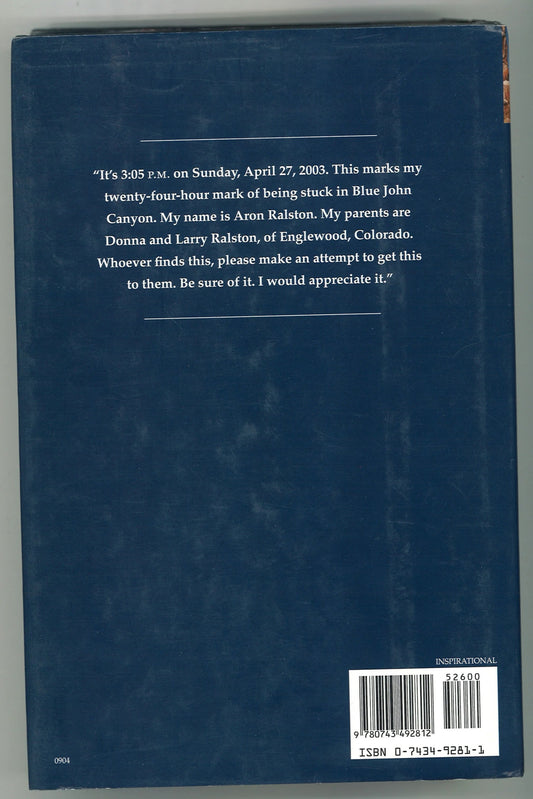 “It’s 3:05 P.M. on Sunday, April 27, 2003. This marks my
twenty-four-hour mark of being stuck in Blue John
Canyon. My name is Aron Ralston. My parents are
Donna and Larry Ralston, of Englewood, Colorado.
Whoever finds this, please make an attempt to get this
to them. Be sure of it. I would appreciate it.”
INSPIRATIONAL
52600
9 780743 492812
ISBN 0-7434-9281-1
0904